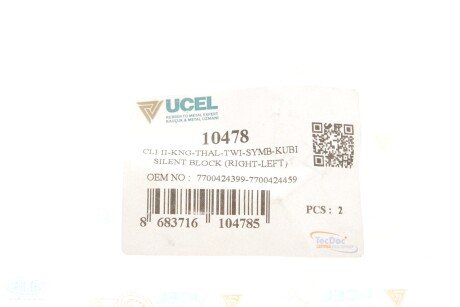 UCEL
RUBBER TO METAL EXPERT
KAUÇUK & METAL UZMANI
10478
CLI II-KNG-THAL-TWI-SYMB-KUBI
SILENT BLOCK (RIGHT-LEFT)
OEM NO : 7700424399-7700424459
PCS : 2
8 683716 104785
TecDoc